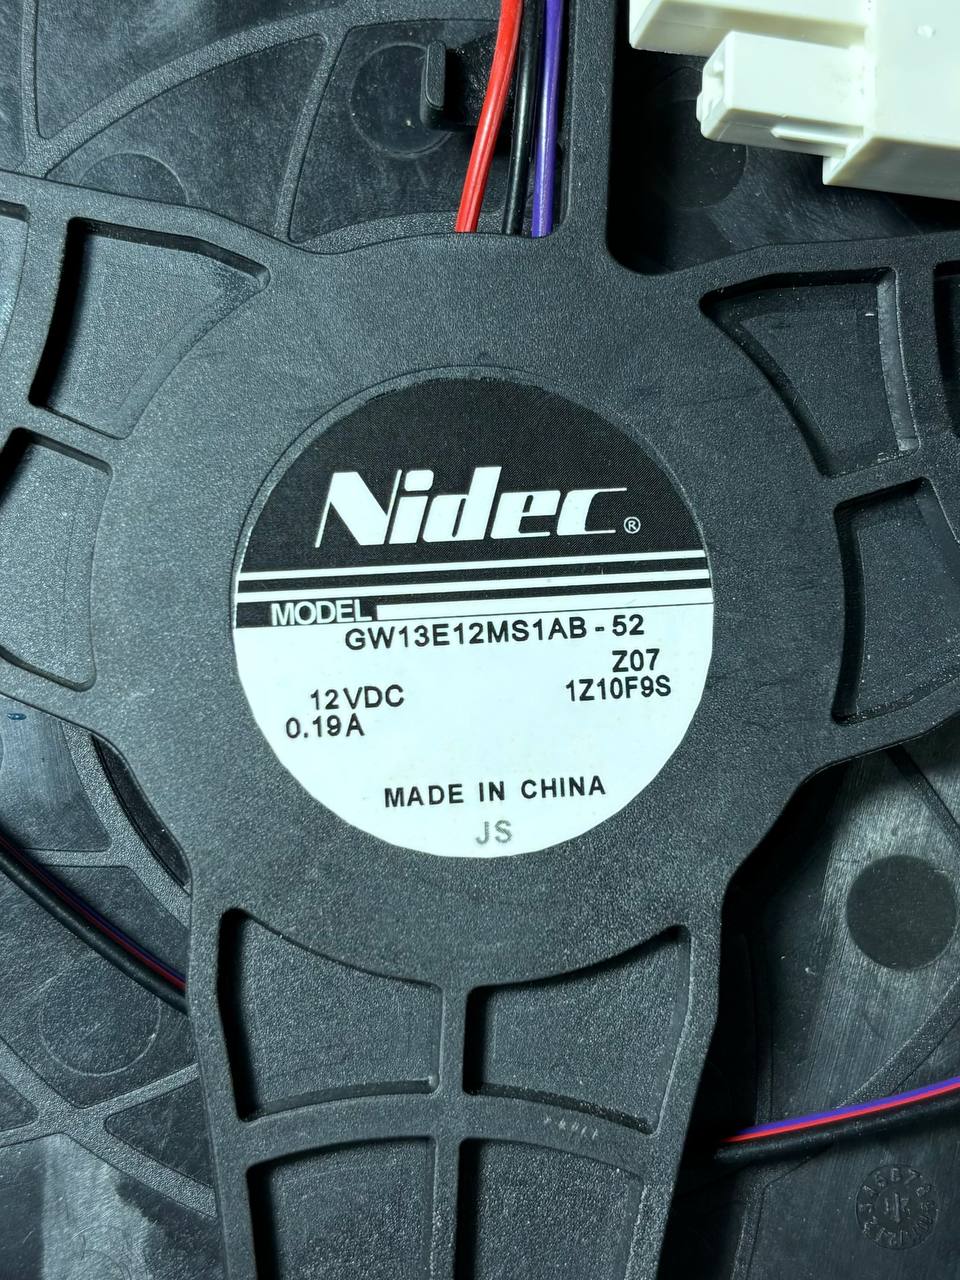 Nidec®
MODEL
GW13E12MS1AB-52
Z07
12VDC 1Z10F9S
0.19A
MADE IN CHINA
JS